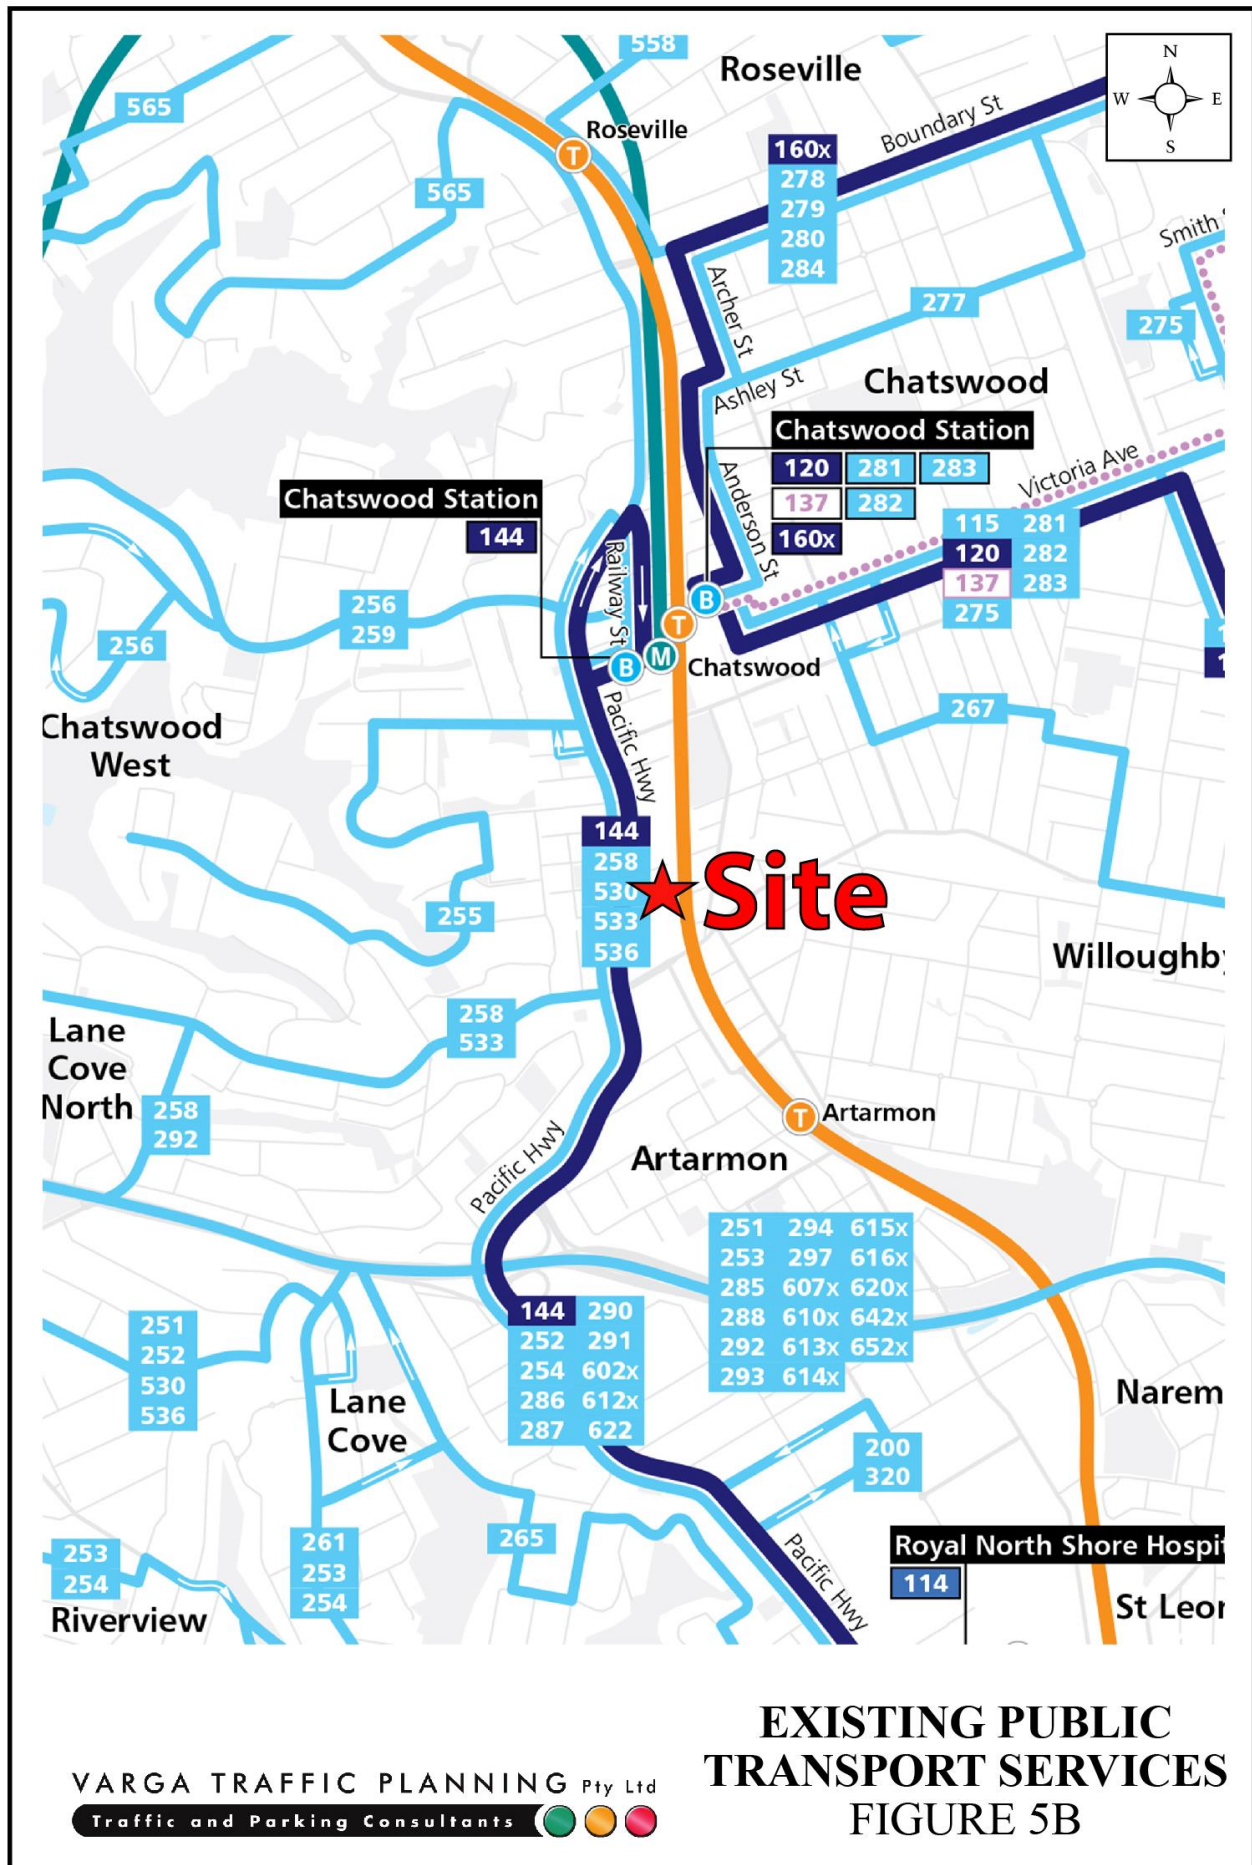 558
Roseville
N
W E
S
565
Roseville
T
Boundary St
160x
278
279
280
284
565
Smith
Archer St
277
275
Ashley St
Chatswood
Chatswood Station
120 281 283
137 282
160x
Victoria Ave
Chatswood Station
144
Anderson St
115 281
120 282
137 283
275
Railway St
256
259
256
B
T
M
B
Chatswood
Chatswood
West
Pacific Hwy
267
144
258
530
533
536
Site
255
Willoughby
Lane
Cove
North
258
533
258
292
T
Artarmon
Artarmon
Pacific Hwy
251 294 615x
253 297 616x
285 607x 620x
288 610x 642x
292 613x 652x
293 614x
144 290
252 291
254 602x
286 612x
287 622
251
252
530
536
Lane
Cove
Narem
200
320
253
254
Riverview
261
253
254
265
Pacific Hwy
Royal North Shore Hospit
114
St Leor
VARGA TRAFFIC PLANNING Pty Ltd
Traffic and Parking Consultants
EXISTING PUBLIC
TRANSPORT SERVICES
FIGURE 5B